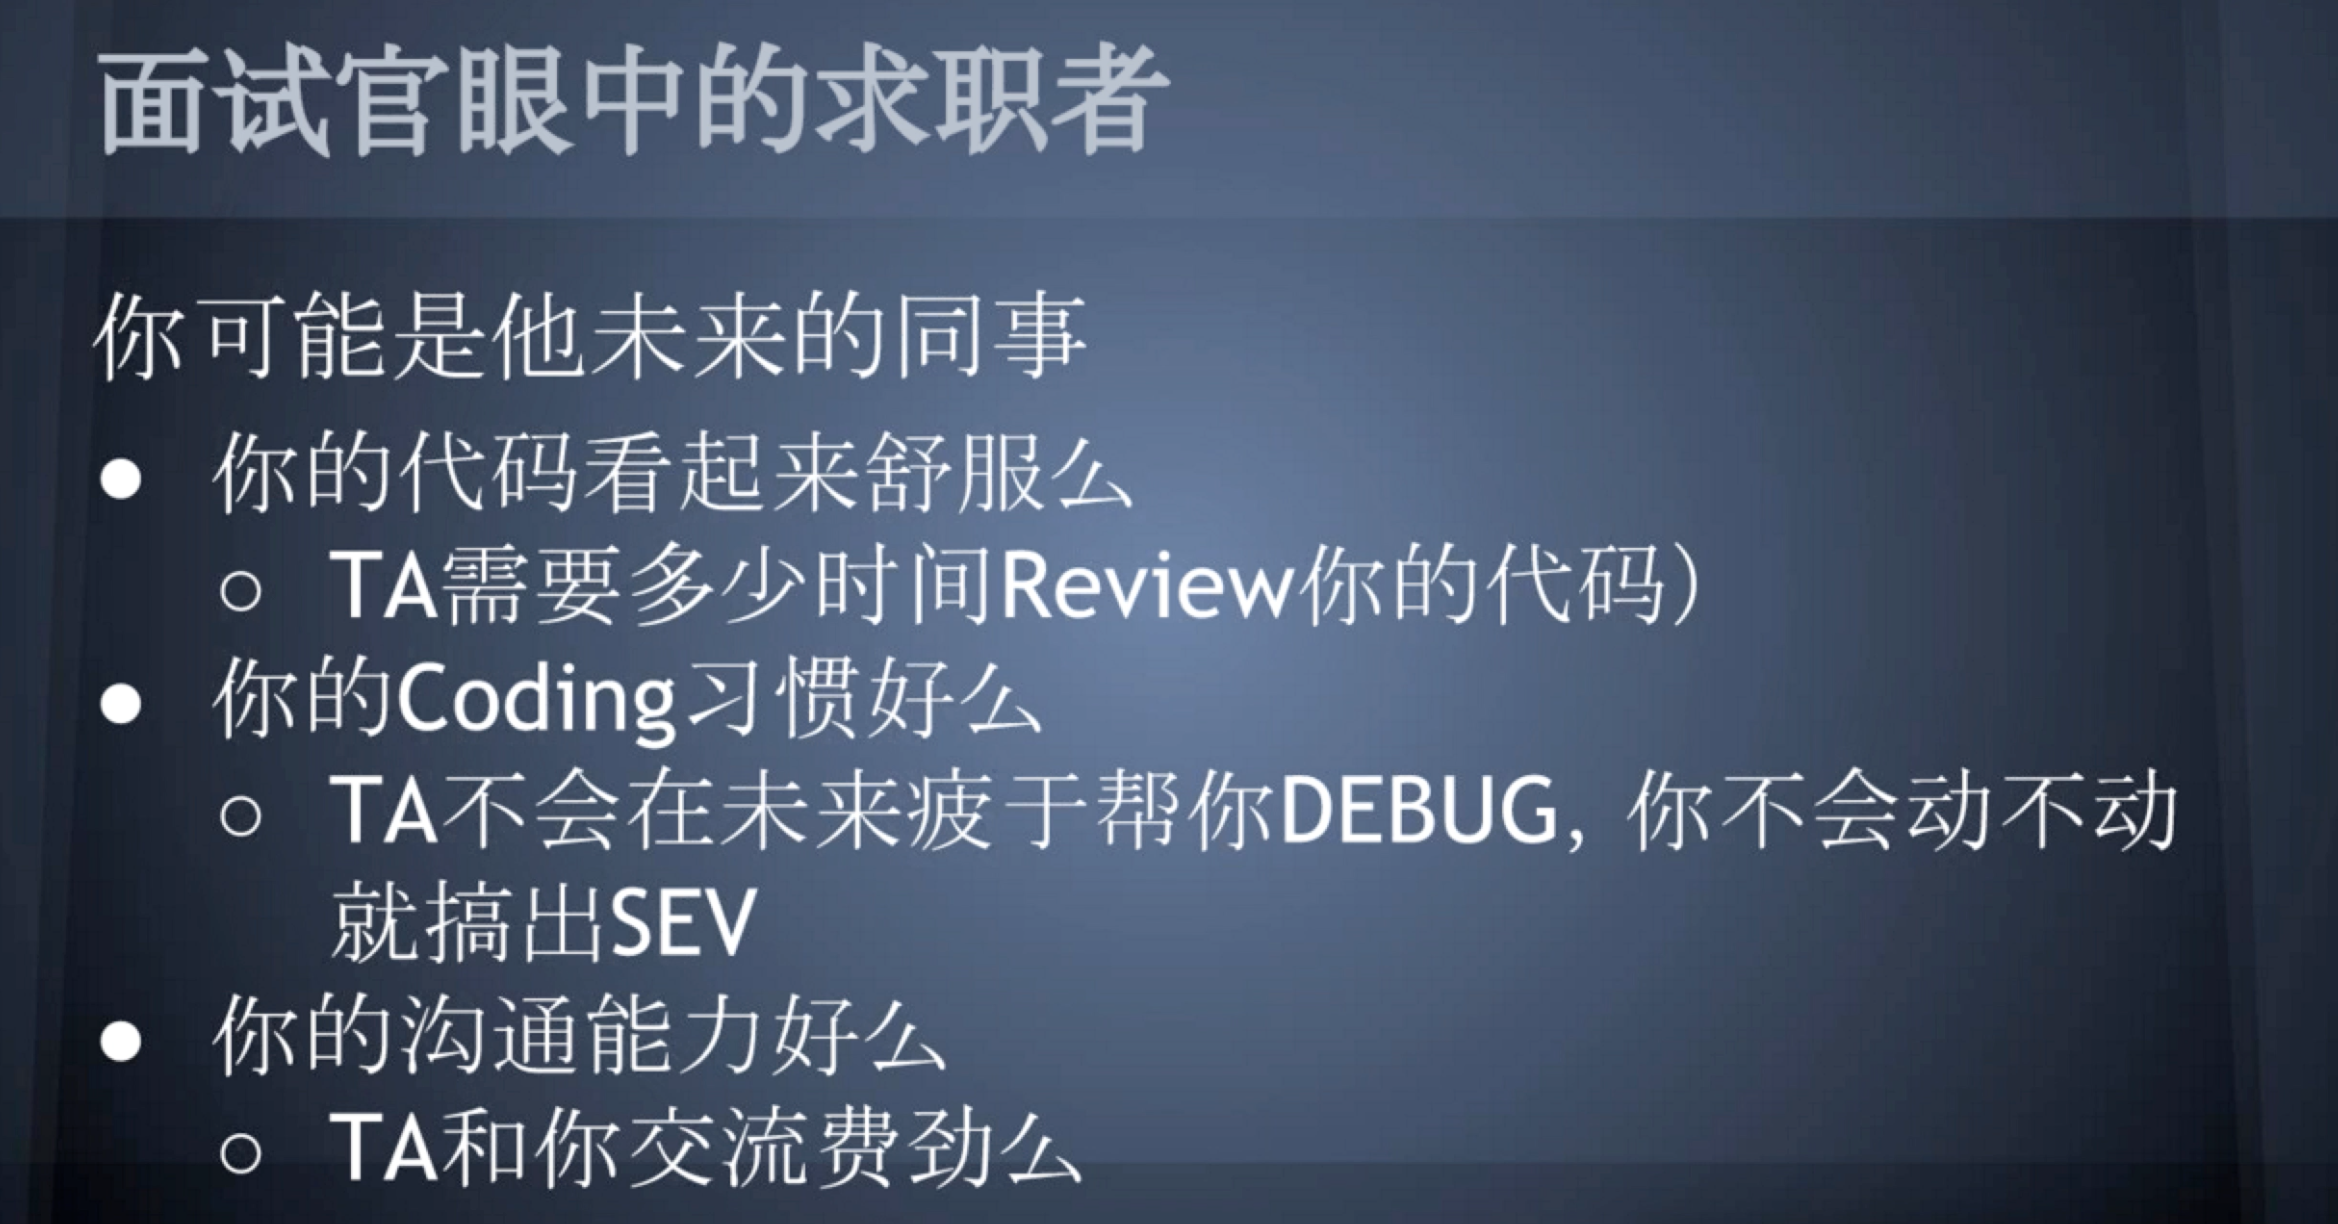 面试官眼中的求职者
你可能是他未来的同事
● 你的代码看起来舒服么
○ TA需要多少时间Review你的代码）
● 你的Coding习惯好么
○ TA不会在未来疲于帮你DEBUG，你不会动不动
就搞出SEV
● 你的沟通能力好么
○ TA和你交流费劲么